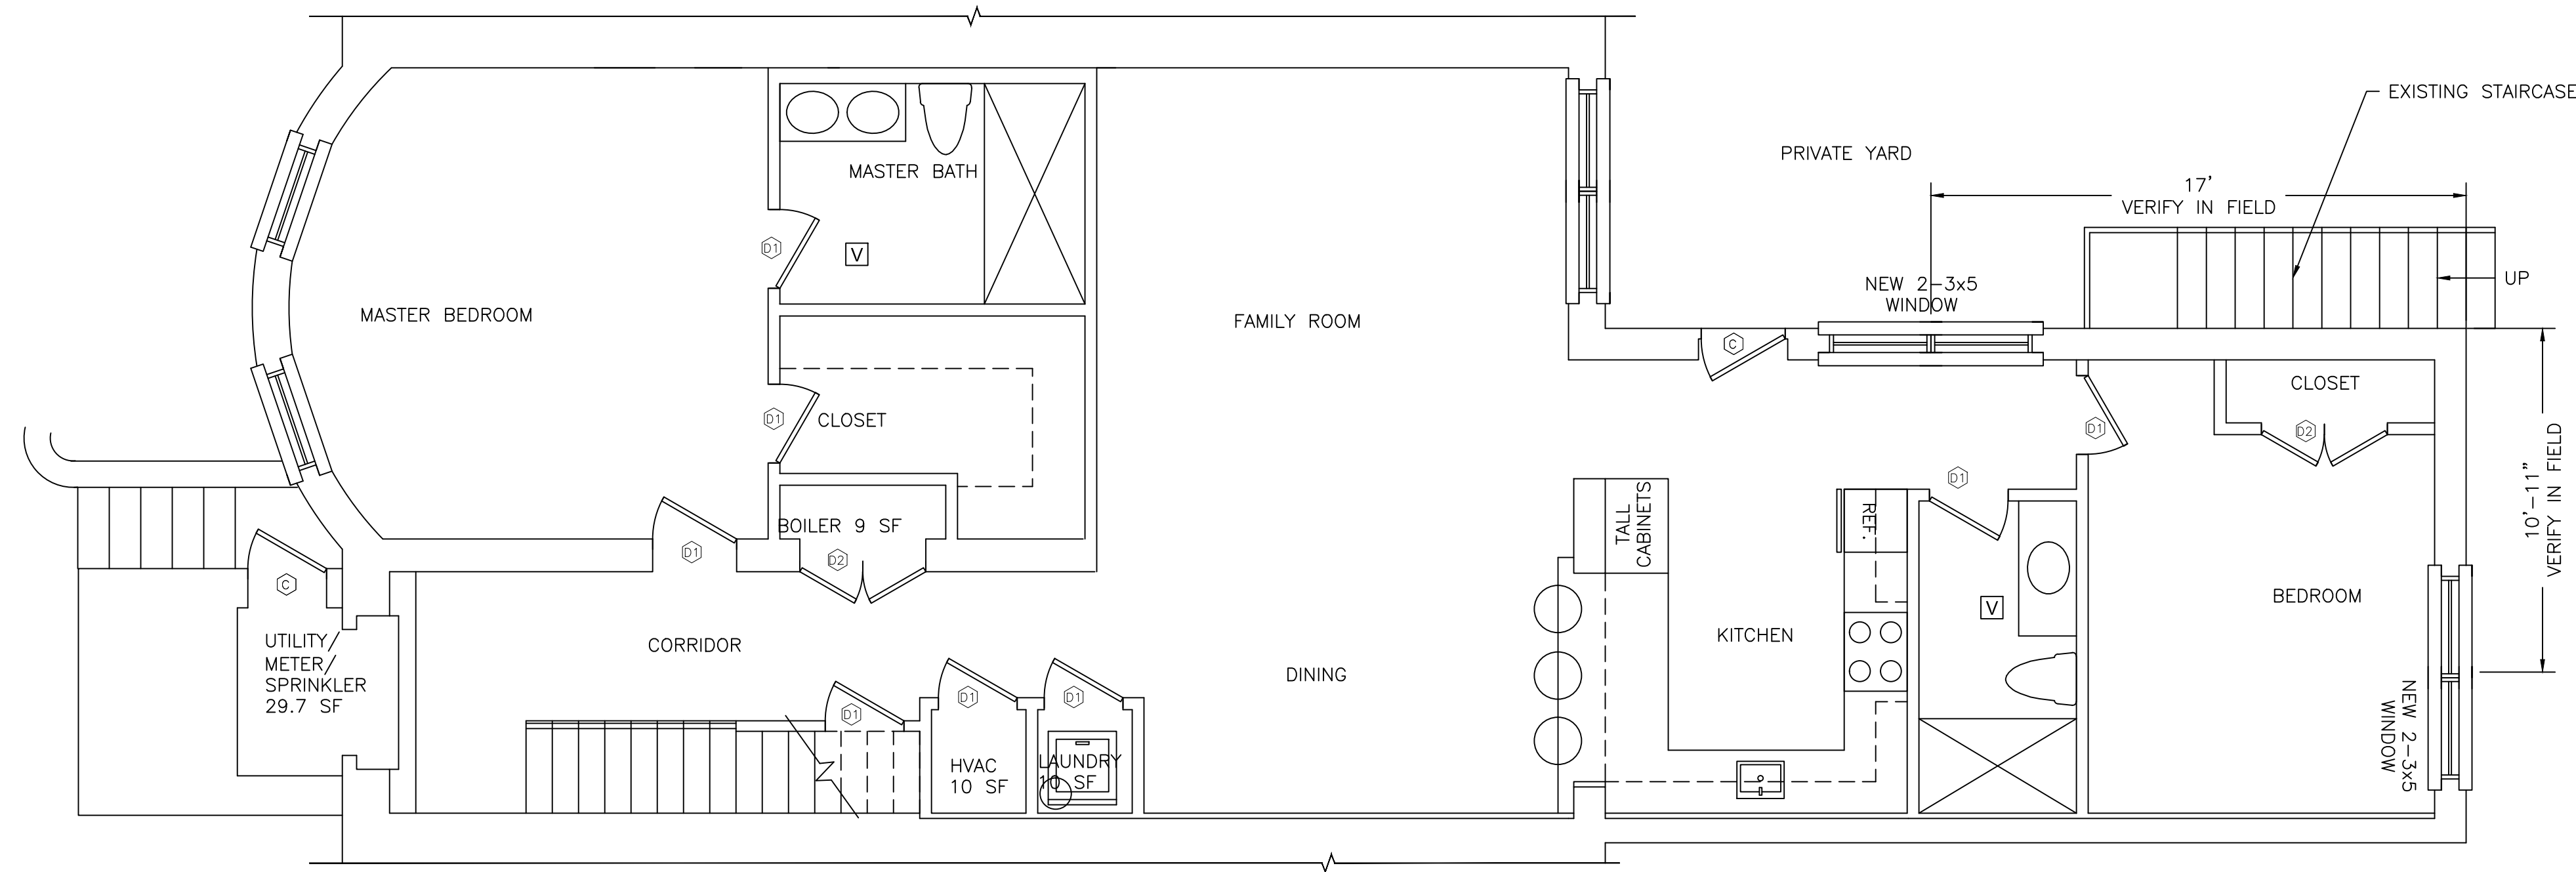 EXISTING STAIRCASE
PRIVATE YARD
MASTER BATH
17'
VERIFY IN FIELD
D1
V
UP
NEW 2-3x5
WINDOW
MASTER BEDROOM
FAMILY ROOM
C
CLOSET
D1
CLOSET
D1
D2
10'-11"
VERIFY IN FIELD
D1
TALL
CABINETS
REF.
BOILER 9 SF
D1
D2
C
V
BEDROOM
UTILITY/
METER/
SPRINKLER
29.7 SF
CORRIDOR
KITCHEN
DINING
D1
D1
D1
NEW 2-3x5
WINDOW
HVAC
10 SF
LAUNDRY
10 SF